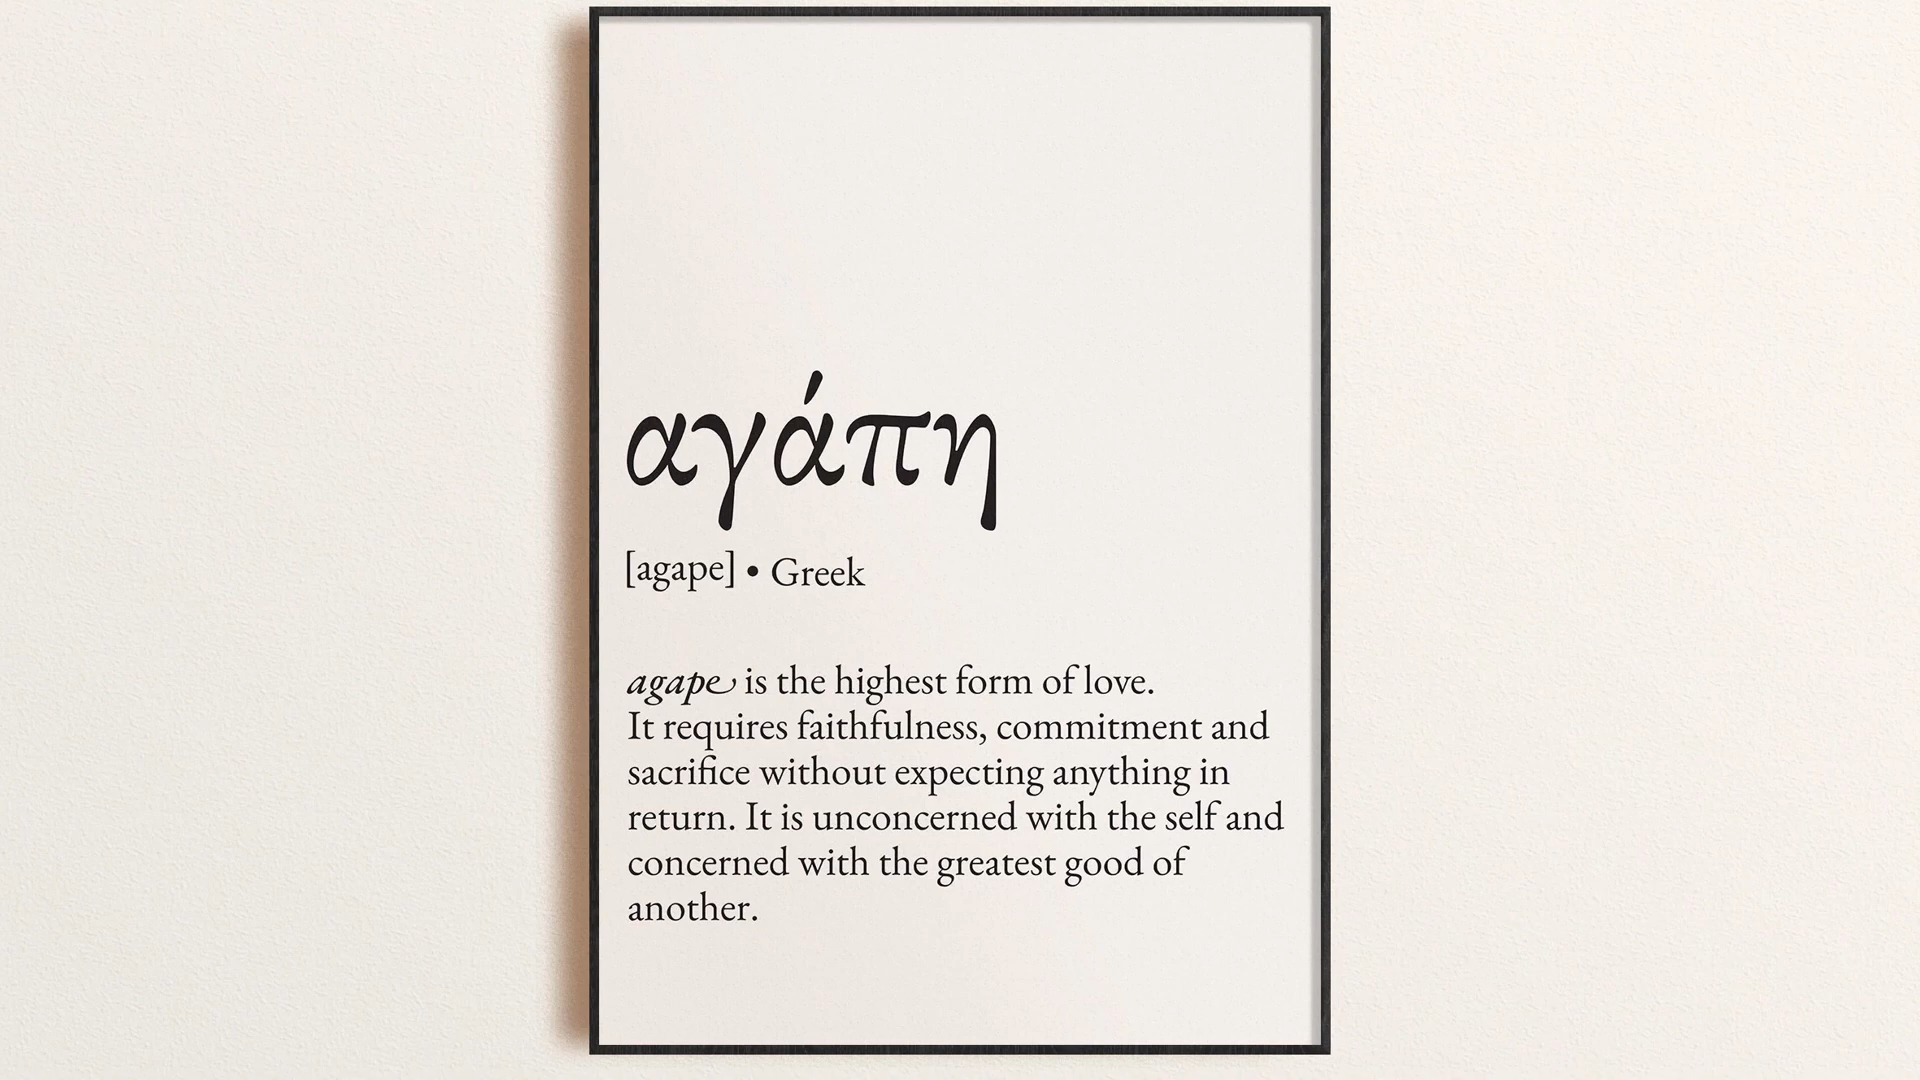 αγάπη
[agape] • Greek
agape is the highest form of love.
It requires faithfulness, commitment and
sacrifice without expecting anything in
return. It is unconcerned with the self and
concerned with the greatest good of
another.